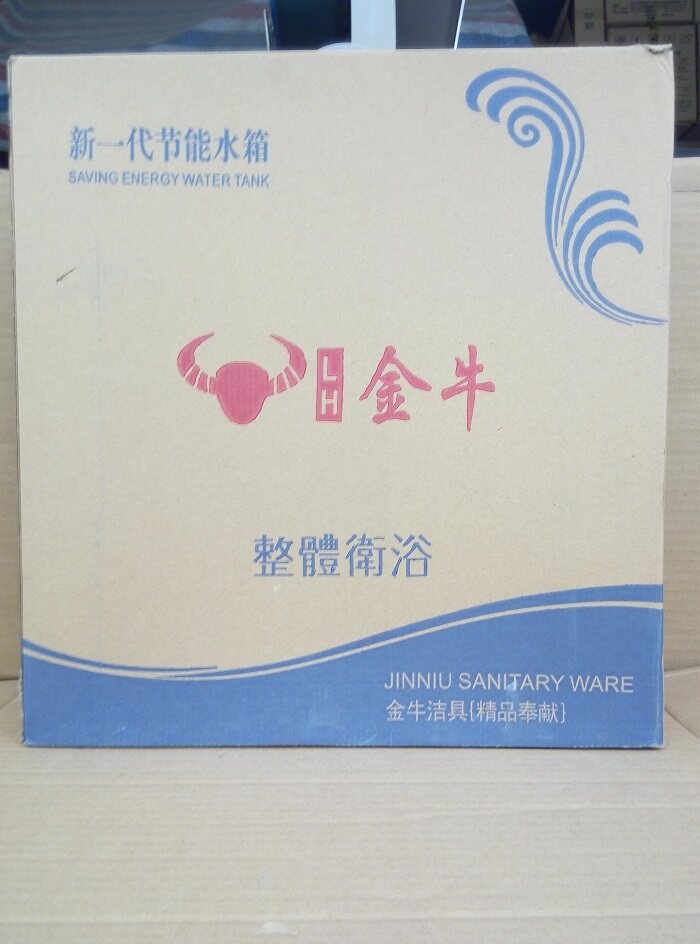 新一代节能水箱
SAVING ENERGY WATER TANK
LH 金牛
整體衛浴
JINNIU SANITARY WARE
金牛洁具{精品奉献}